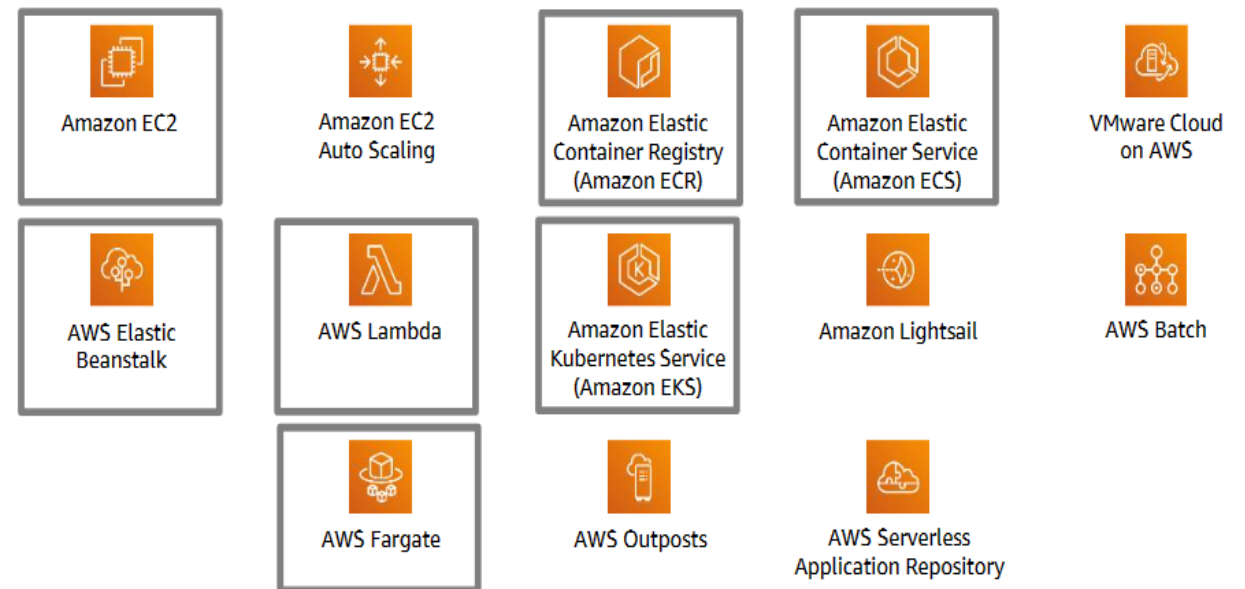 Amazon EC2
Amazon EC2
Auto Scaling
Amazon Elastic
Container Registry
(Amazon ECR)
Amazon Elastic
Container Service
(Amazon ECS)
VMware Cloud
on AWS
AWS Elastic
Beanstalk
AWS Lambda
K
Amazon Elastic
Kubernetes Service
(Amazon EKS)
Amazon Lightsail
AWS Batch
AWS Fargate
AWS Outposts
AWS Serverless
Application Repository